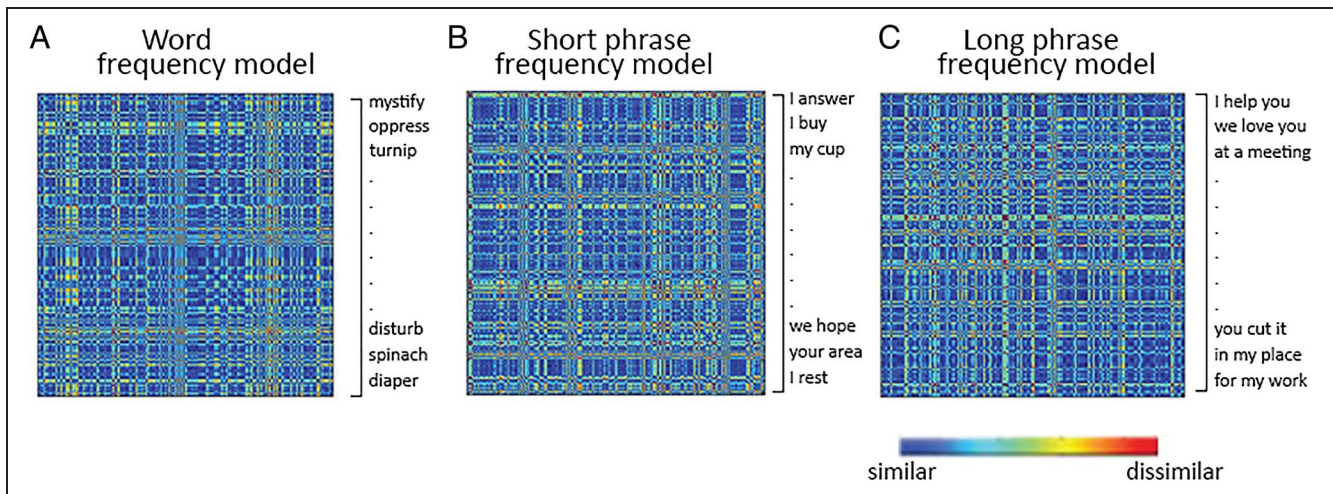 A
Word
frequency model
mystify
oppress
turnip
.
.
.
.
.
disturb
spinach
diaper
B
Short phrase
frequency model
I answer
I buy
my cup
.
.
.
.
.
we hope
your area
I rest
C
Long phrase
frequency model
I help you
we love you
at a meeting
.
.
.
.
.
you cut it
in my place
for my work
similar
dissimilar